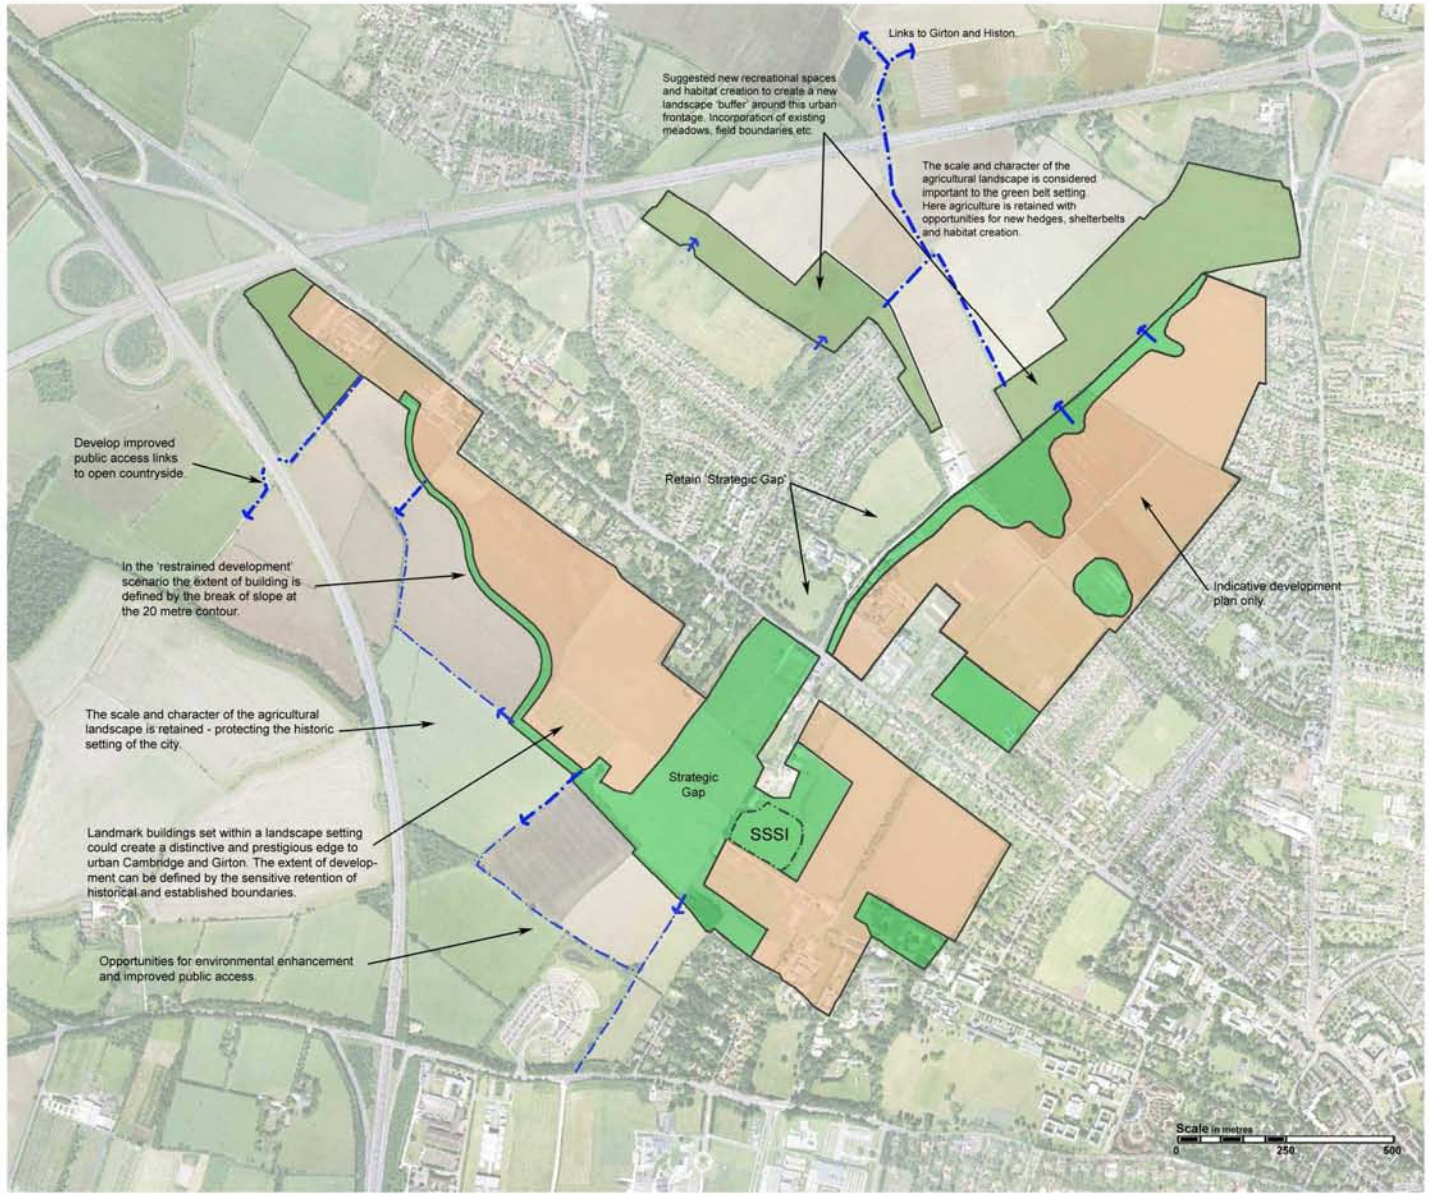 Links to Girton and Histon.
Suggested new recreational spaces
and habitat creation to create a new
landscape 'buffer' around this urban
frontage. Incorporation of existing
meadows, field boundaries etc.
The scale and character of the
agricultural landscape is considered
important to the green belt setting.
Here agriculture is retained with
opportunities for new hedges, shelterbelts
and habitat creation.
Develop improved
public access links
to open countryside.
Retain 'Strategic Gap'
In the 'restrained development'
scenario the extent of building is
defined by the break of slope at
the 20 metre contour.
Indicative development
plan only.
The scale and character of the agricultural
landscape is retained - protecting the historic
setting of the city.
Strategic
Gap
SSSI
Landmark buildings set within a landscape setting
could create a distinctive and prestigious edge to
urban Cambridge and Girton. The extent of develop-
ment can be defined by the sensitive retention of
historical and established boundaries.
Opportunities for environmental enhancement
and improved public access.
Scale in metres
0 250 500